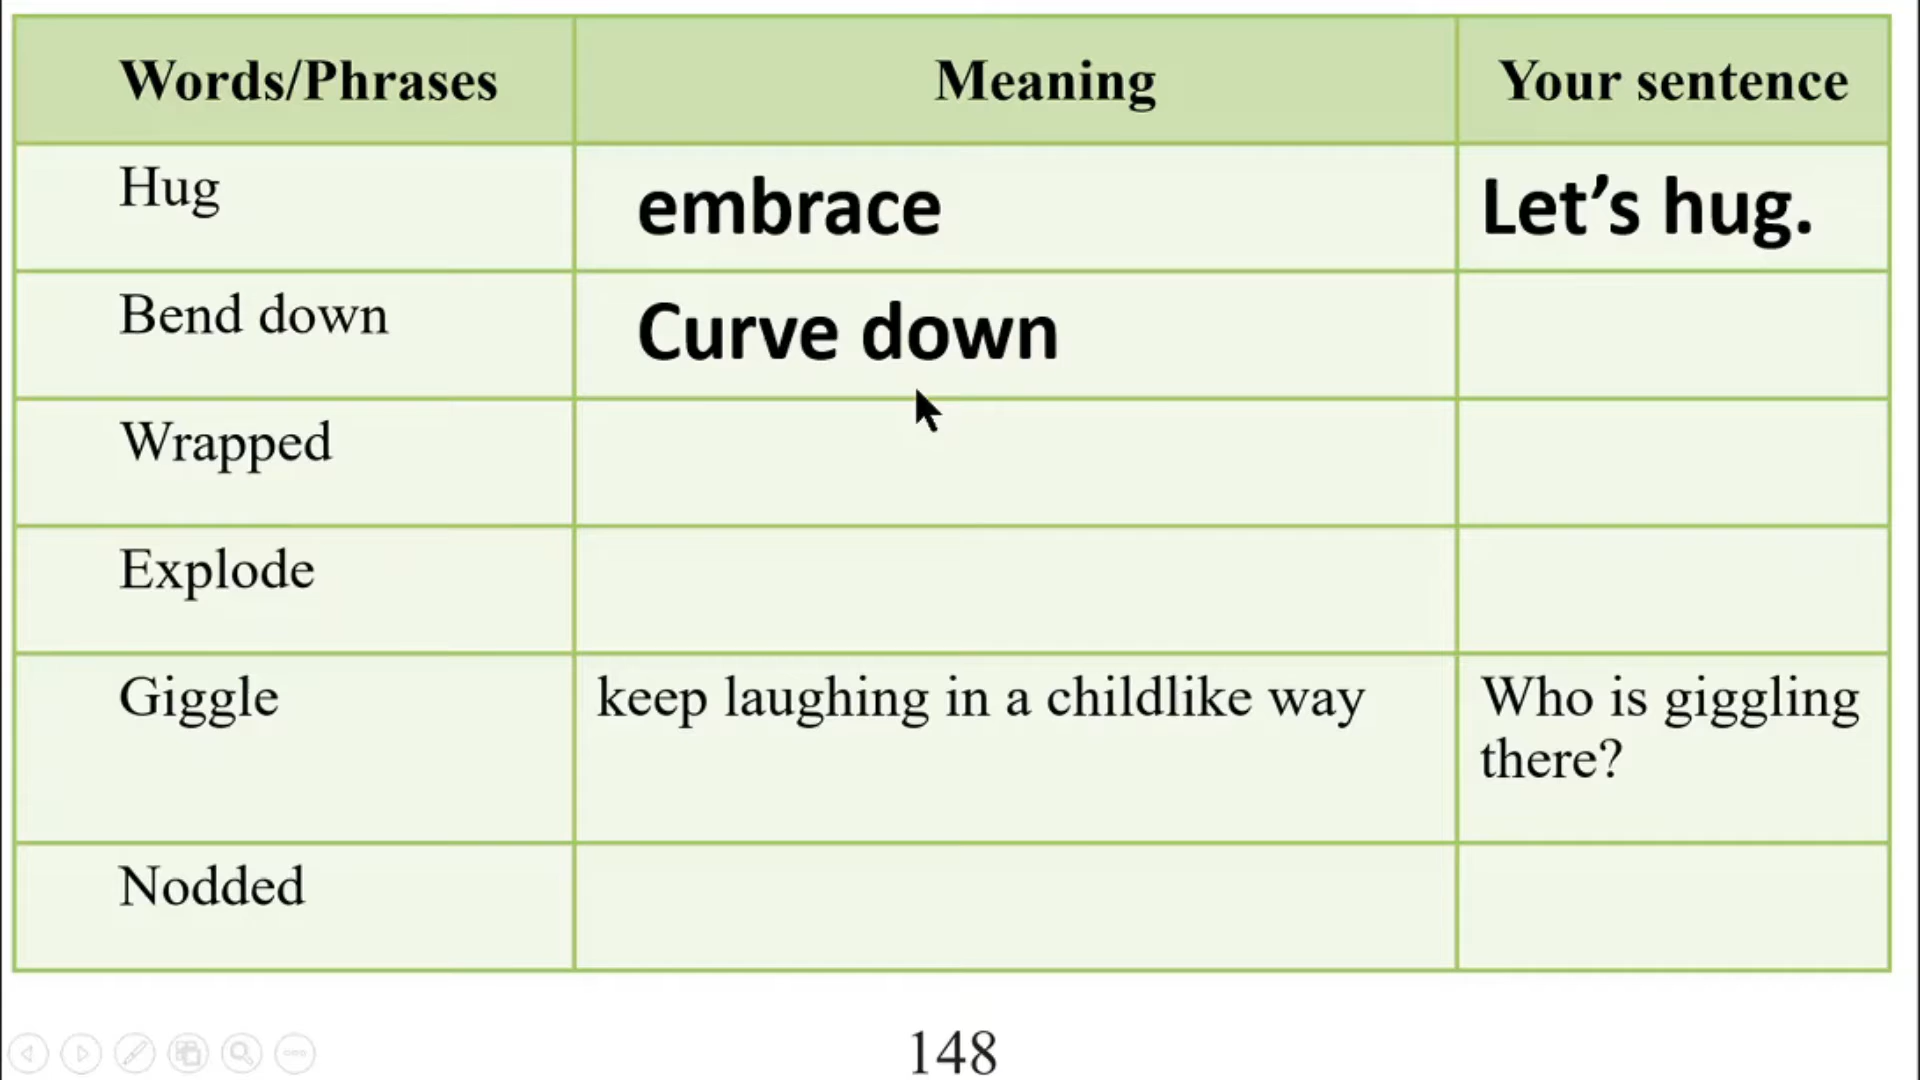 Words/Phrases Meaning Your sentence
Hug embrace Let's hug.
Bend down Curve down
Wrapped
Explode
Giggle keep laughing in a childlike way Who is giggling
there?
Nodded
148